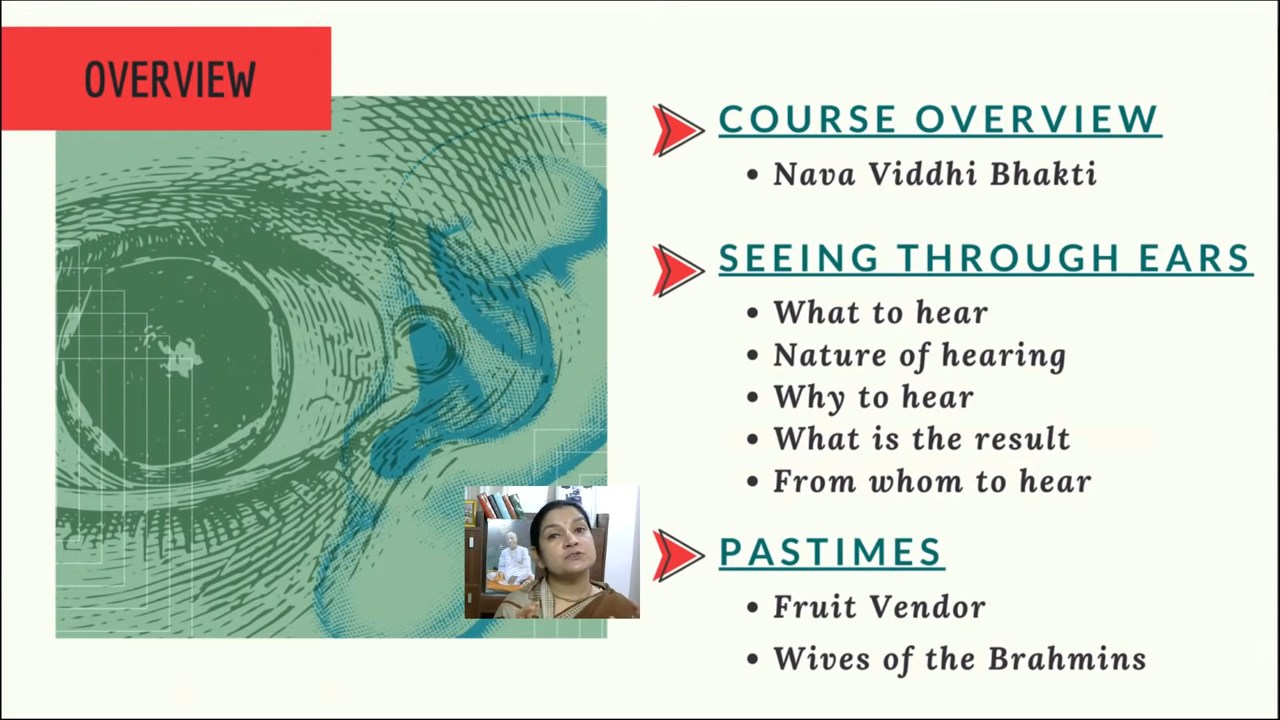 OVERVIEW
COURSE OVERVIEW
• Nava Viddhi Bhakti
SEEING THROUGH EARS
• What to hear
• Nature of hearing
• Why to hear
• What is the result
• From whom to hear
PASTIMES
• Fruit Vendor
• Wives of the Brahmins